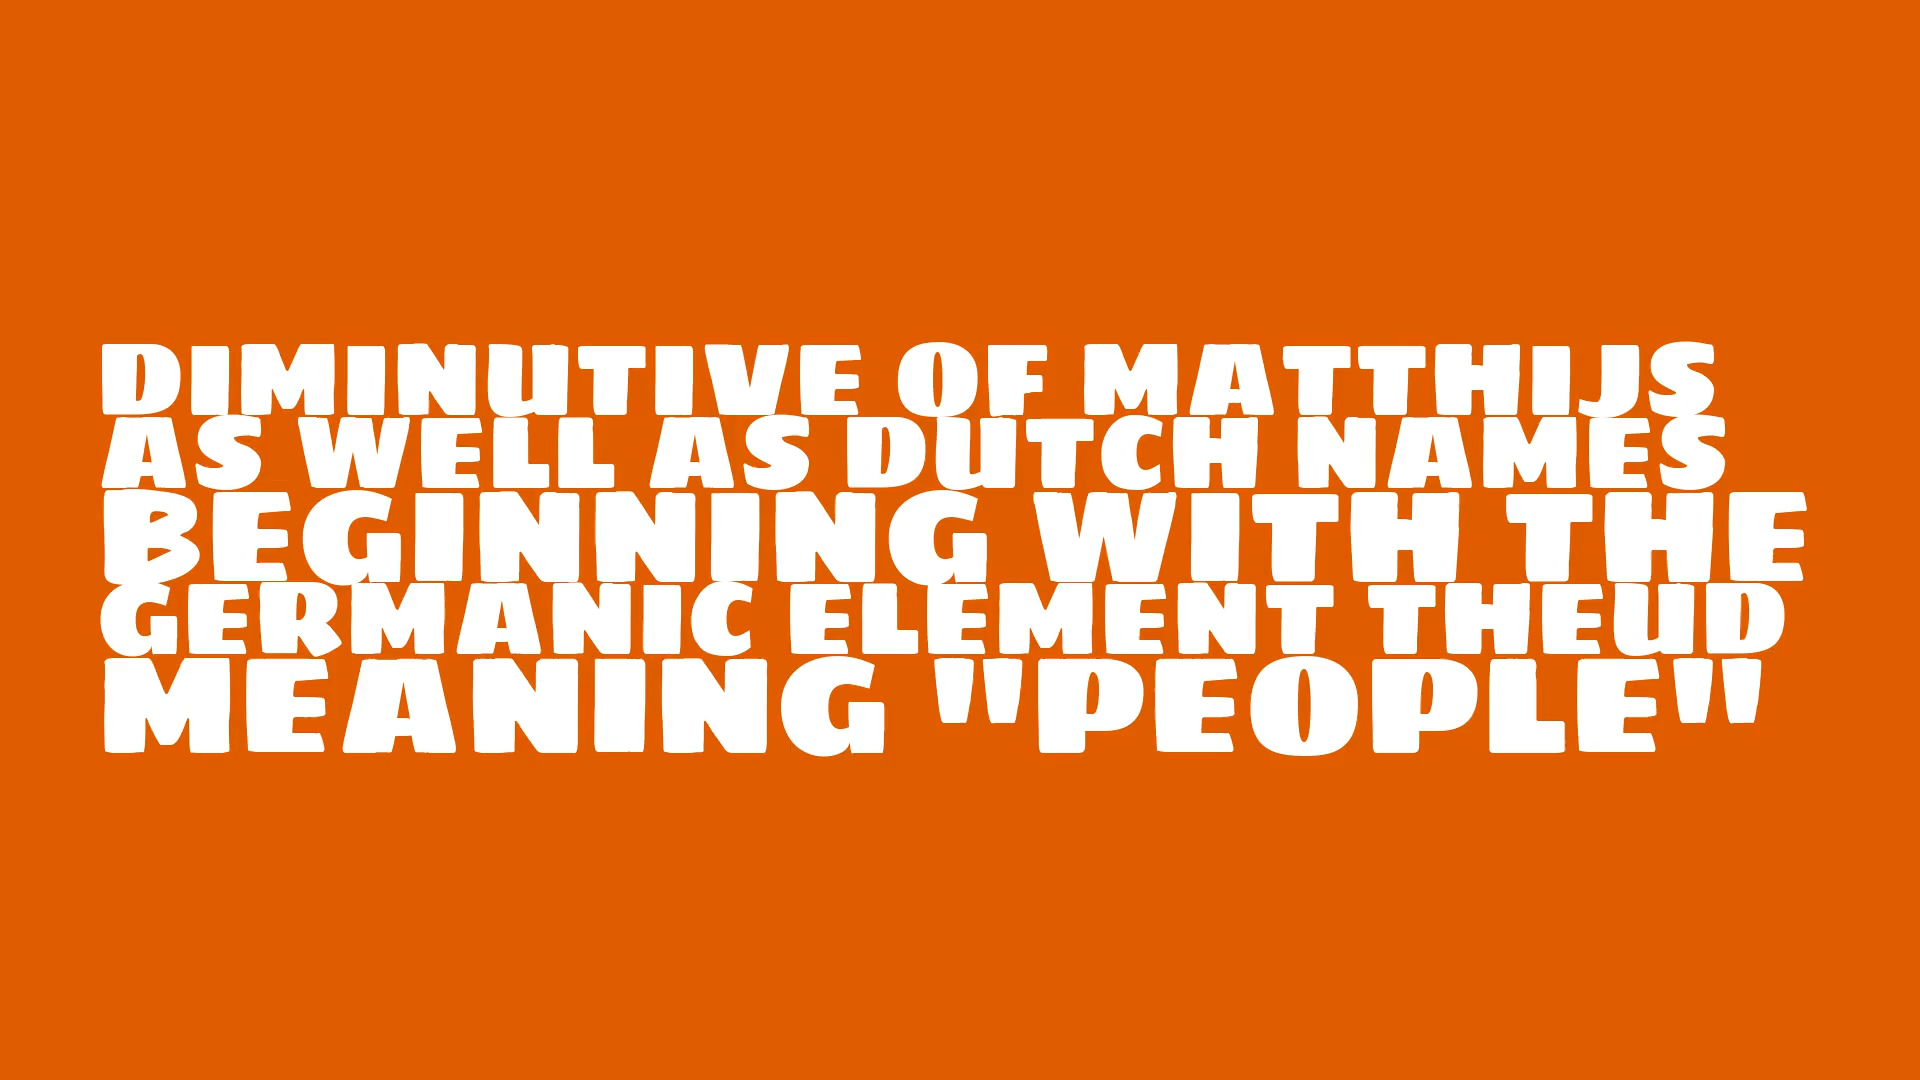 DIMINUTIVE OF MATTHIJS
AS WELL AS DUTCH NAMES
BEGINNING WITH THE
GERMANIC ELEMENT THEUD
MEANING "PEOPLE"